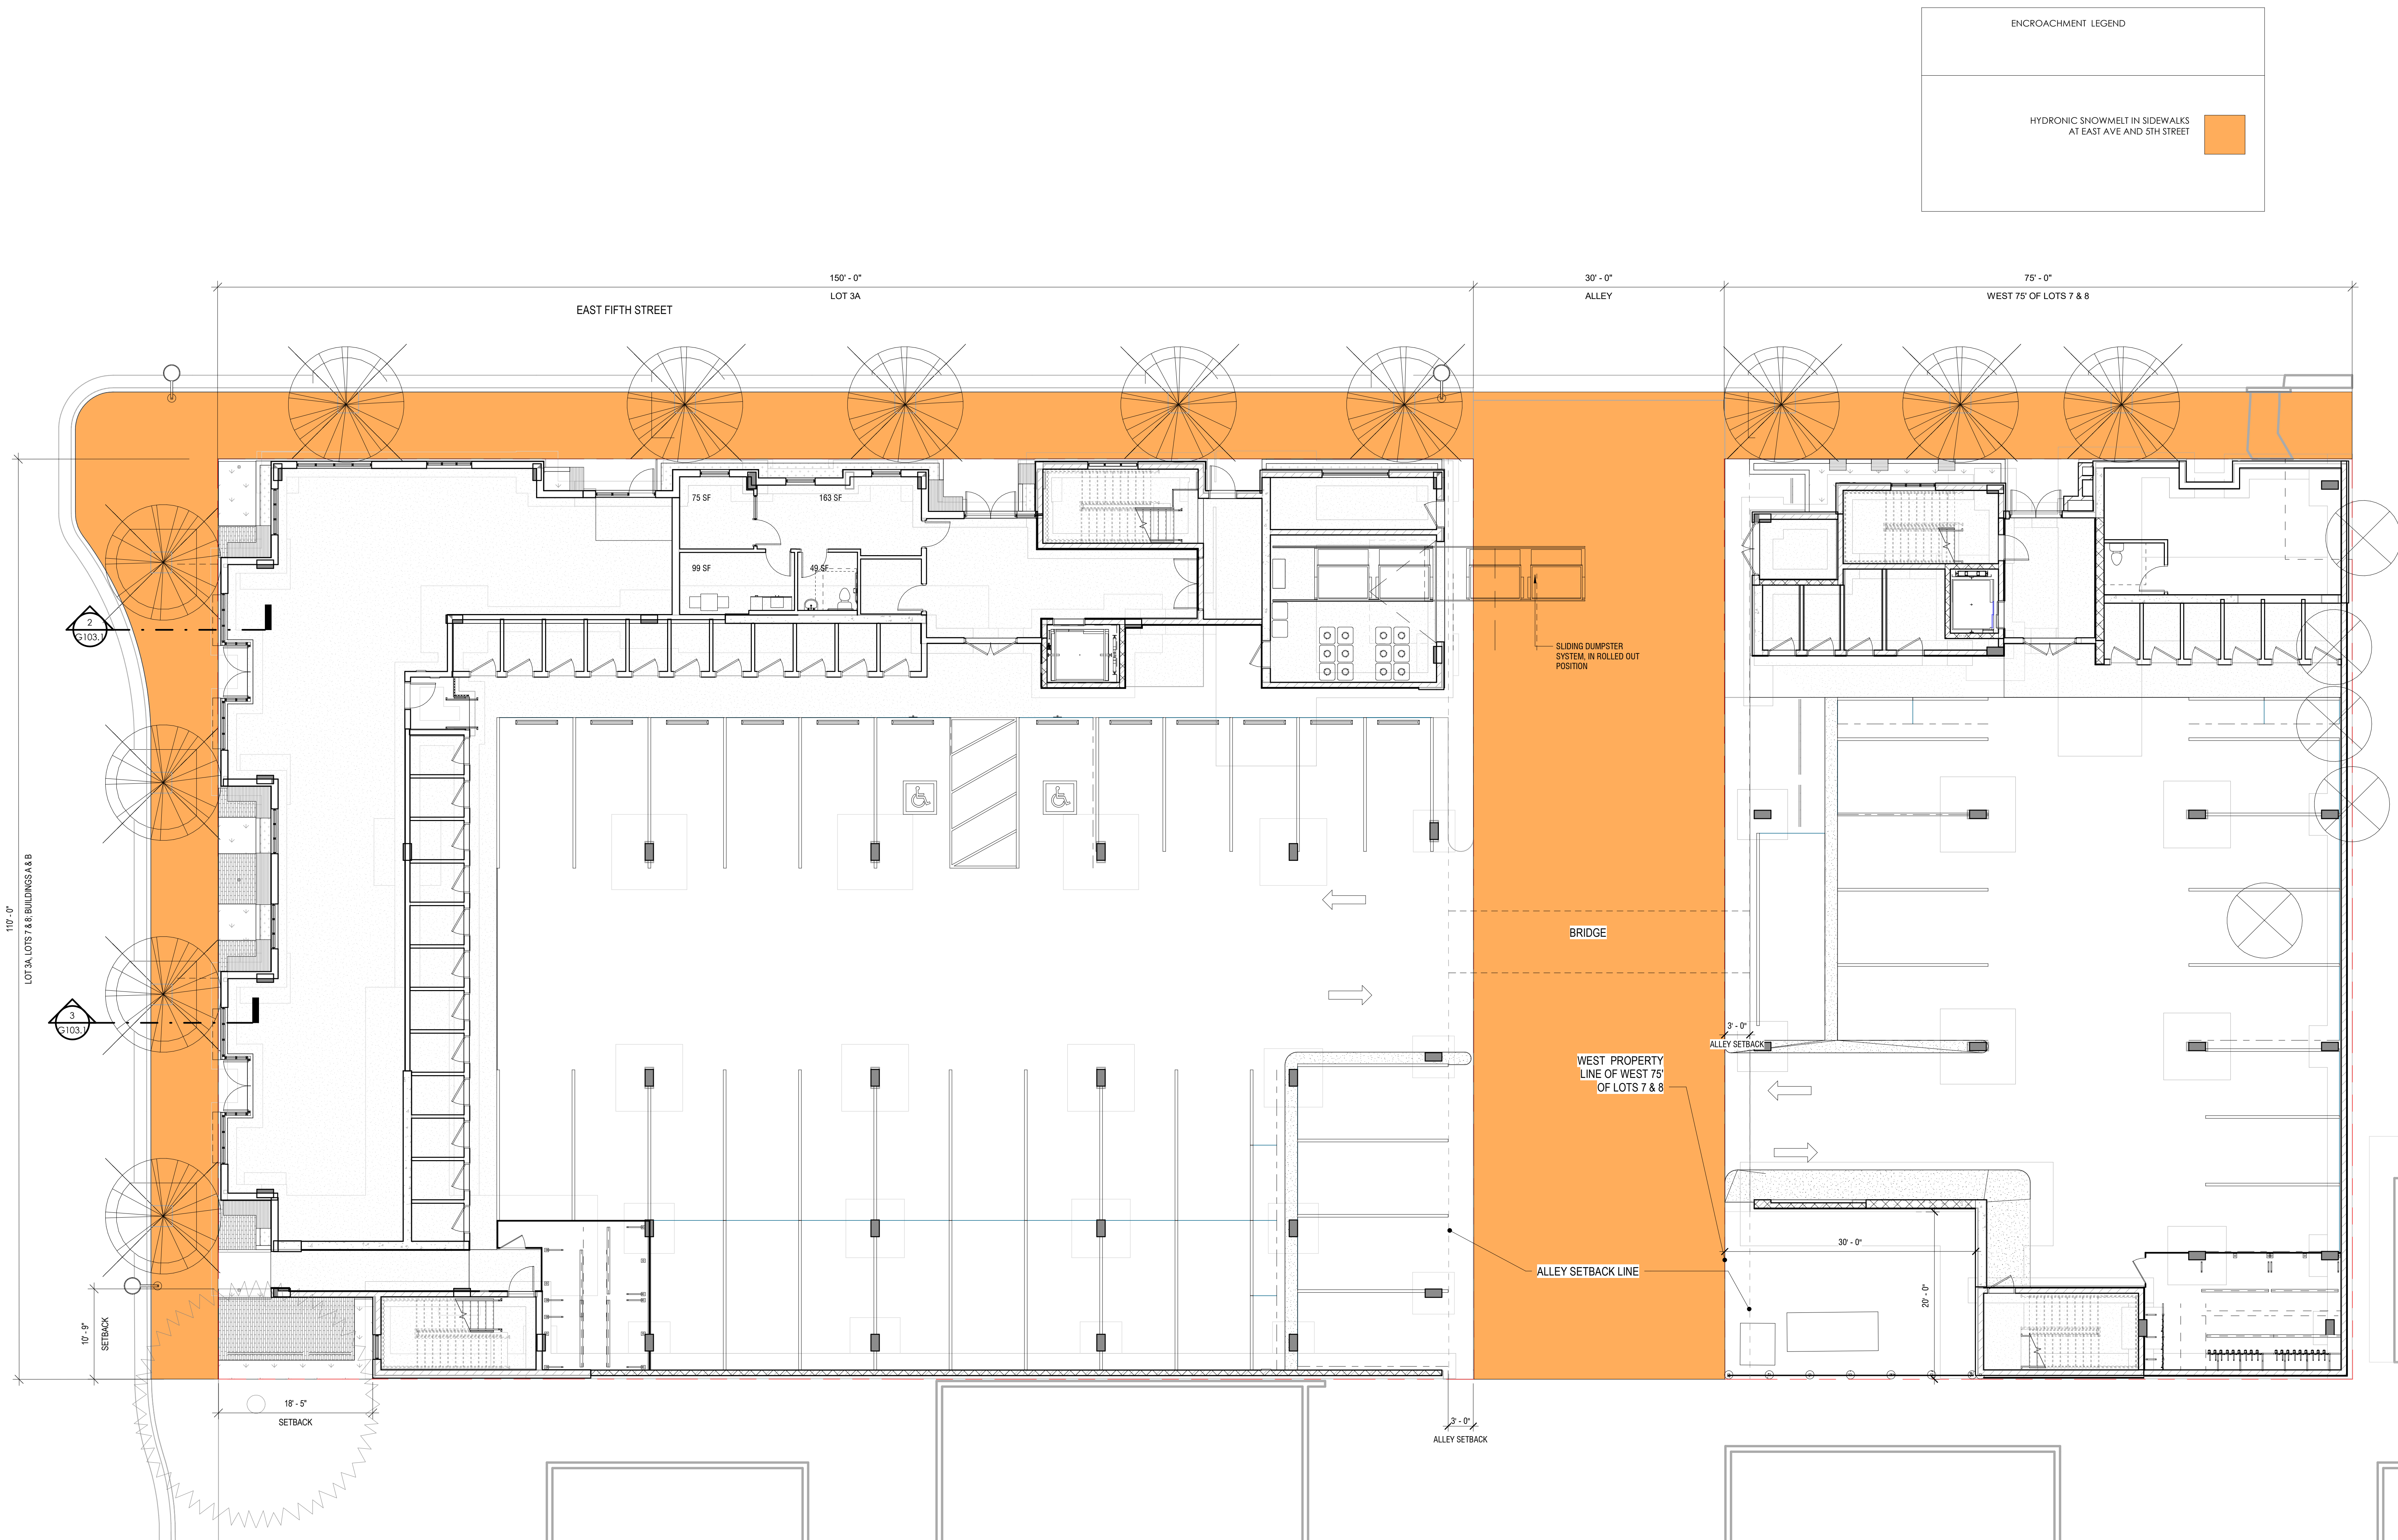 ENCROACHMENT LEGEND
HYDRONIC SNOWMELT IN SIDEWALKS
AT EAST AVE AND 5TH STREET
150' - 0"
30' - 0"
75' - 0"
LOT 3A
ALLEY
WEST 75' OF LOTS 7 & 8
EAST FIFTH STREET
75 SF
163 SF
99 SF
49 SF
2
G103.1
SLIDING DUMPSTER
SYSTEM, IN ROLLED OUT
POSITION
110' - 0"
LOT 3A, LOTS 7 & 8; BUILDINGS A & B
BRIDGE
3
G103.1
3' - 0"
ALLEY SETBACK
WEST PROPERTY
LINE OF WEST 75'
OF LOTS 7 & 8
30' - 0"
ALLEY SETBACK LINE
20' - 0"
10' - 9"
SETBACK
18' - 5"
SETBACK
3' - 0"
ALLEY SETBACK